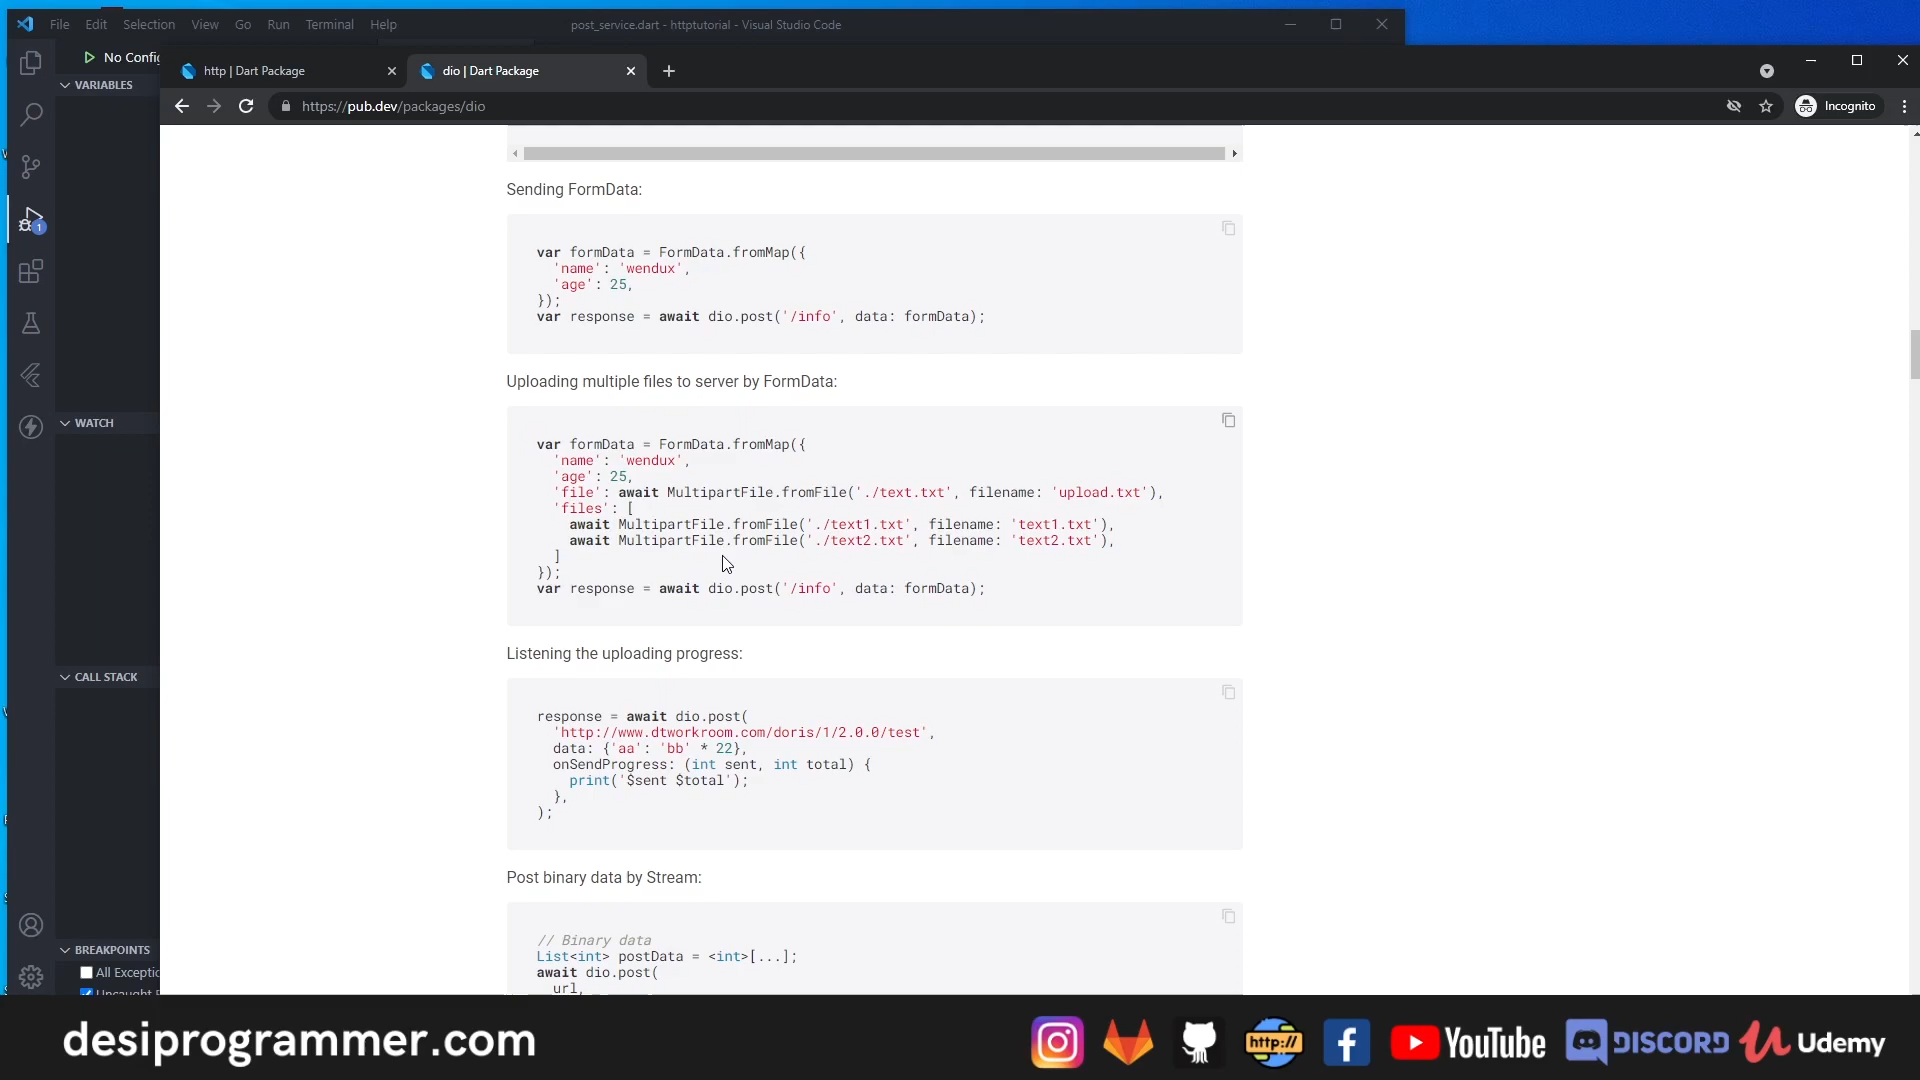 File Edit Selection View Go Run Terminal Help
post_service.dart - httptutorial - Visual Studio Code
No Config
http | Dart Package
dio | Dart Package
https://pub.dev/packages/dio
Incognito
VARIABLES
WATCH
CALL STACK
BREAKPOINTS
All Exceptio
Uncaught E
1
Sending FormData:
var formData = FormData.fromMap({
'name': 'wendux',
'age': 25,
});
var response = await dio.post('/info', data: formData);
Uploading multiple files to server by FormData:
var formData = FormData.fromMap({
'name': 'wendux',
'age': 25,
'file': await MultipartFile.fromFile('./text.txt', filename: 'upload.txt'),
'files': [
await MultipartFile.fromFile('./text1.txt', filename: 'text1.txt'),
await MultipartFile.fromFile('./text2.txt', filename: 'text2.txt'),
]
});
var response = await dio.post('/info', data: formData);
Listening the uploading progress:
response = await dio.post(
'http://www.dtworkroom.com/doris/1/2.0.0/test',
data: {'aa': 'bb' * 22},
onSendProgress: (int sent, int total) {
print('$sent $total');
},
);
Post binary data by Stream:
// Binary data
List<int> postData = <int>[...];
await dio.post(
url,
desiprogrammer.com
http://
YouTube
DISCORD
Udemy